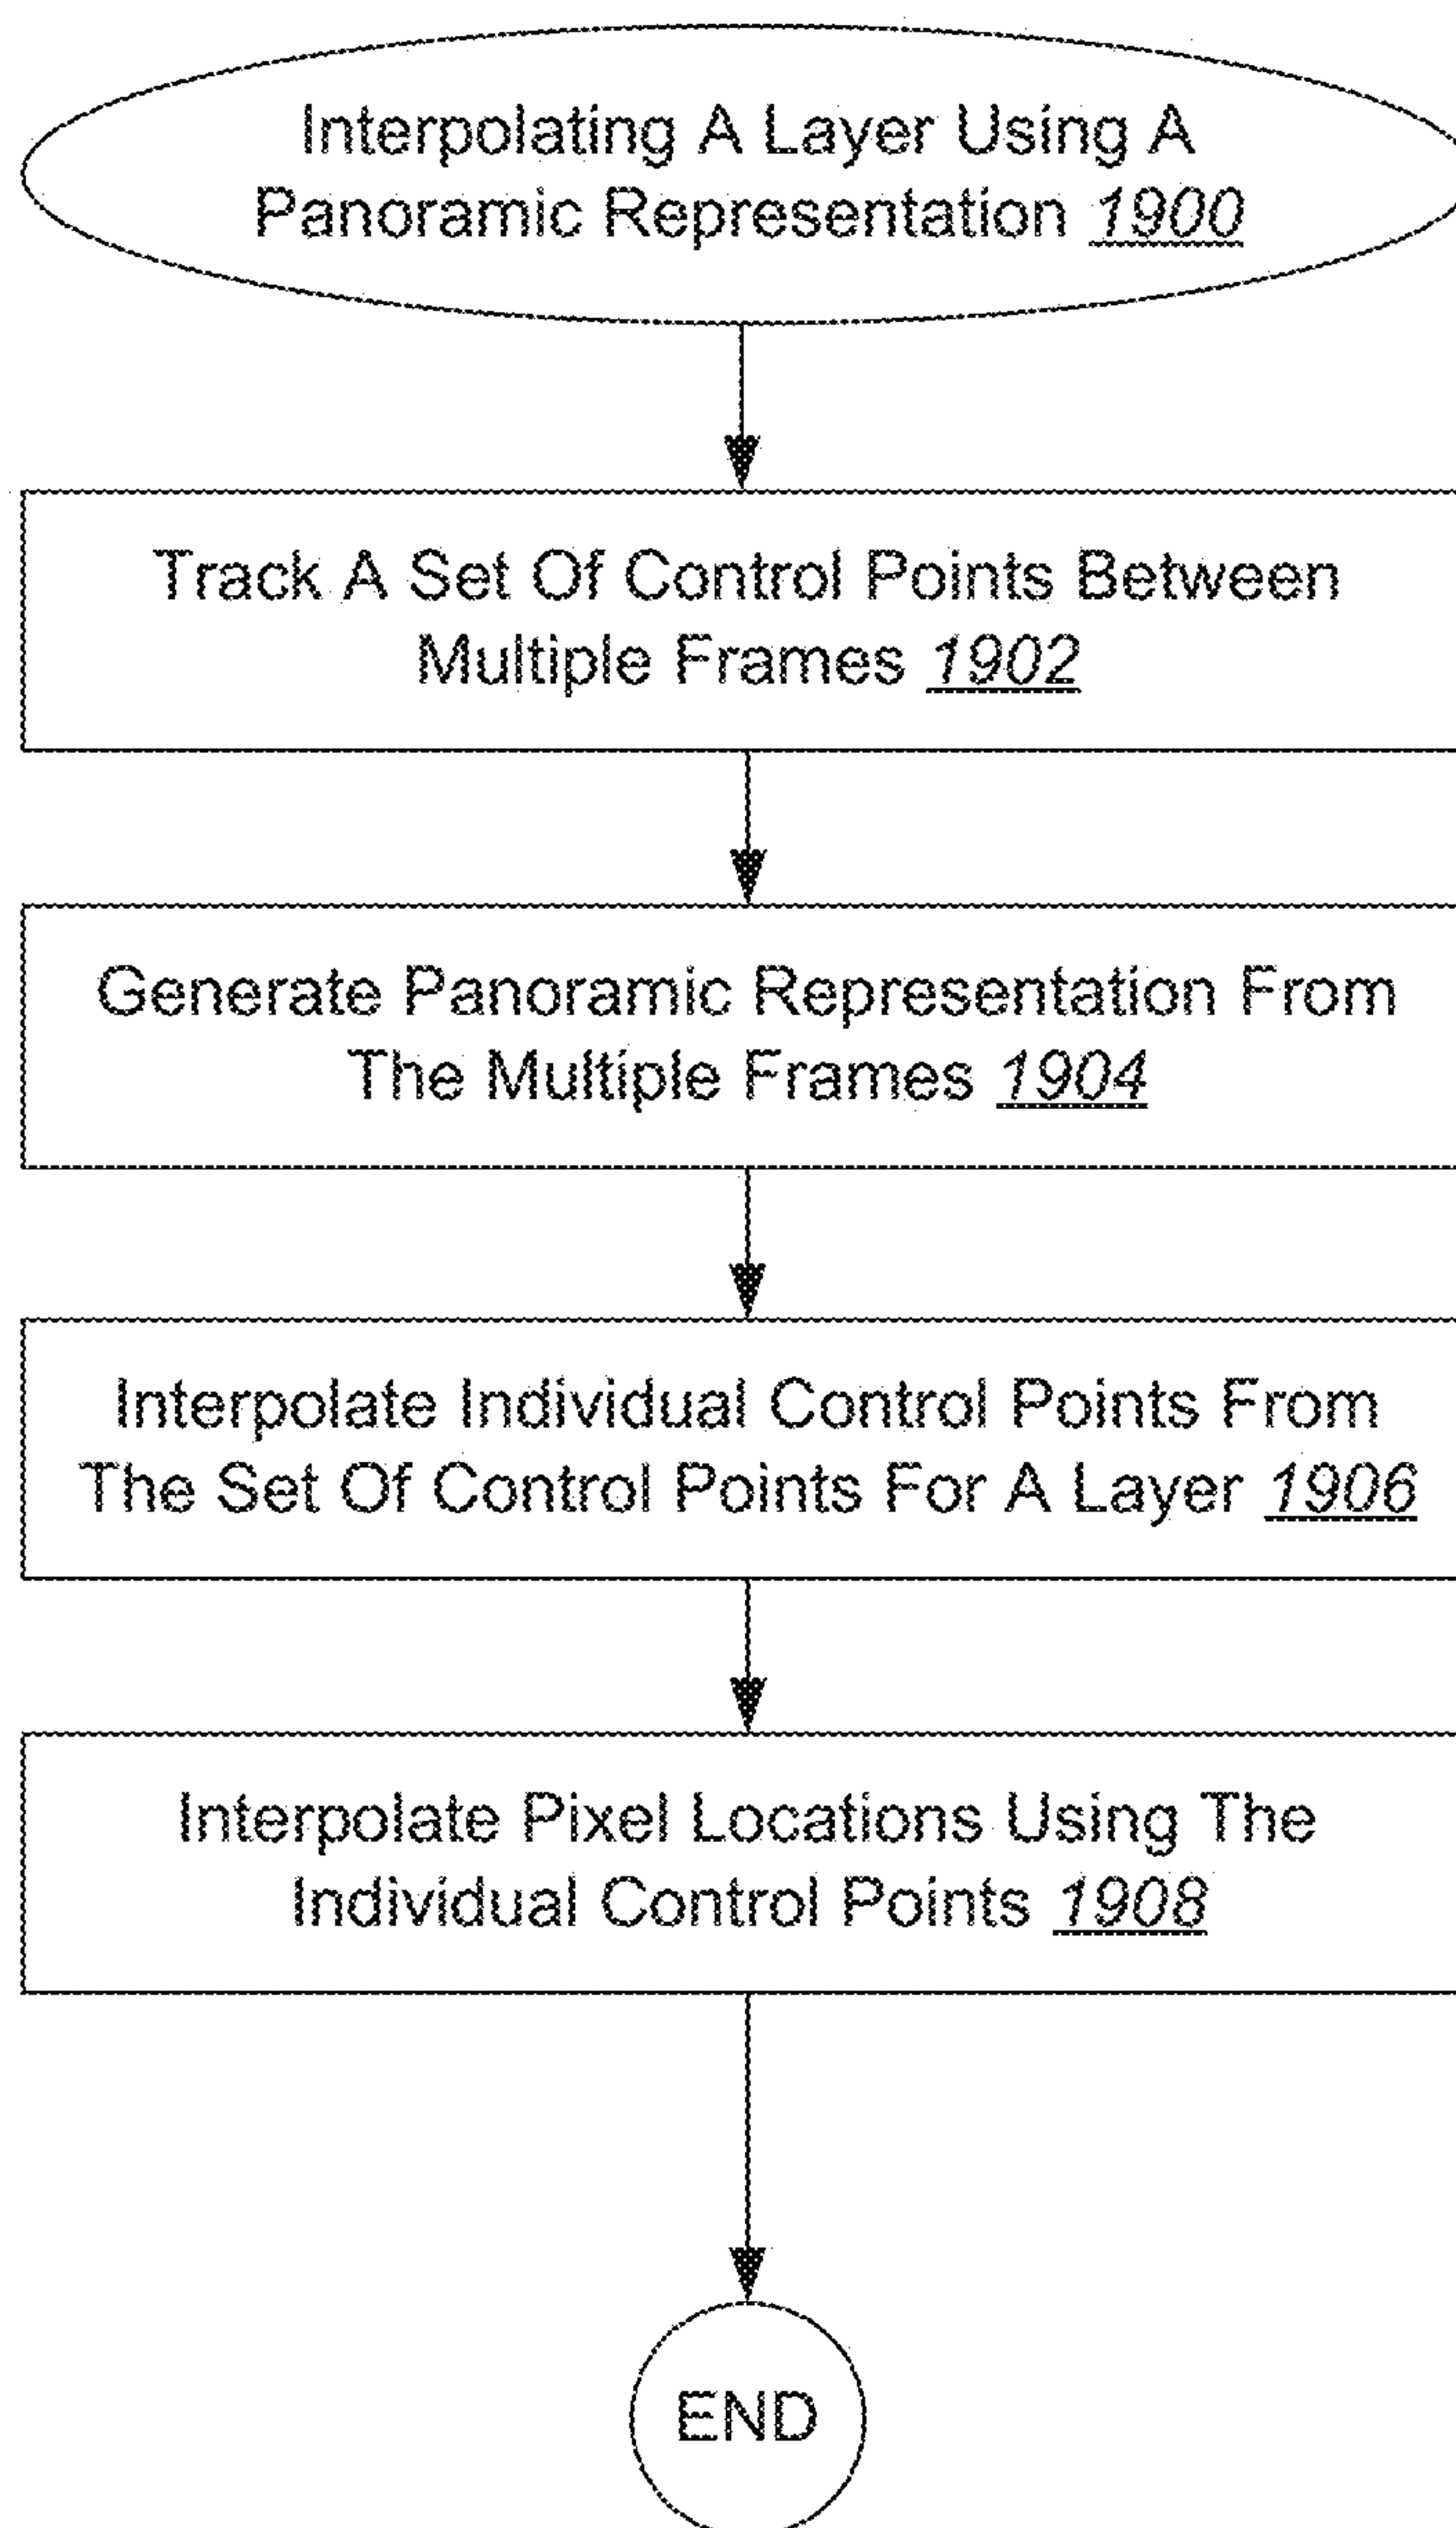 Interpolating A Layer Using A
Panoramic Representation 1900
Track A Set Of Control Points Between
Multiple Frames 1902
Generate Panoramic Representation From
The Multiple Frames 1904
Interpolate Individual Control Points From
The Set Of Control Points For A Layer 1906
Interpolate Pixel Locations Using The
Individual Control Points 1908
END